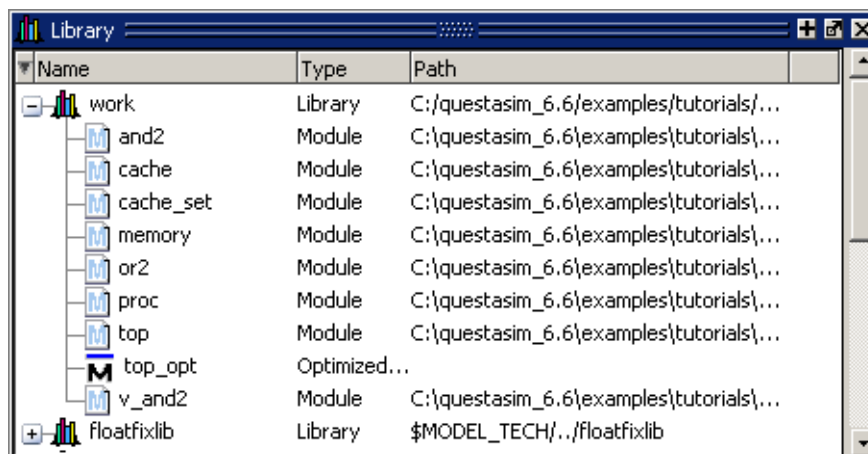 Library
Name Type Path
work Library C:/questasim_6.6/examples/tutorials/...
and2 Module C:\questasim_6.6\examples\tutorials\...
cache Module C:\questasim_6.6\examples\tutorials\...
cache_set Module C:\questasim_6.6\examples\tutorials\...
memory Module C:\questasim_6.6\examples\tutorials\...
or2 Module C:\questasim_6.6\examples\tutorials\...
proc Module C:\questasim_6.6\examples\tutorials\...
top Module C:\questasim_6.6\examples\tutorials\...
top_opt Optimized...
v_and2 Module C:\questasim_6.6\examples\tutorials\...
floatfixlib Library $MODEL_TECH/../floatfixlib